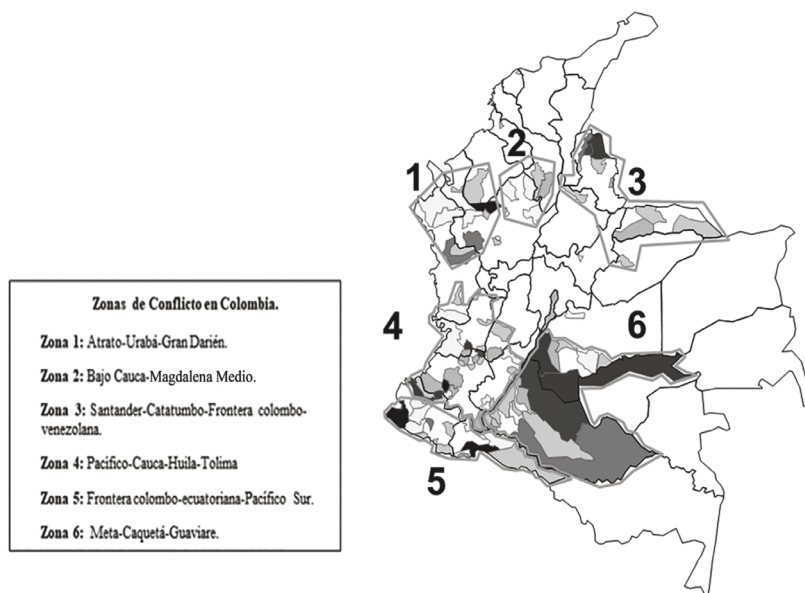 Zonas de Conflicto en Colombia.
Zona 1: Atrato-Urabá-Gran Darién.
Zona 2: Bajo Cauca-Magdalena Medio.
Zona 3: Santander-Catatumbo-Frontera colombo-
venezolana.
Zona 4: Pacifico-Cauca-Huila-Tolima
Zona 5: Frontera colombo-ecuatoriana-Pacífico Sur.
Zona 6: Meta-Caquetá-Guaviare.
1
2
3
4
5
6